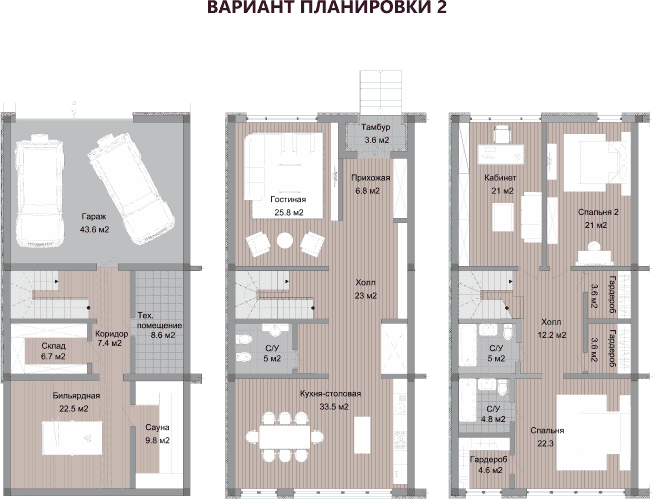 ВАРИАНТ ПЛАНИРОВКИ 2
Гараж
43.6 м2
Коридор
7.4 м2
Тех.
помещение
8.6 м2
Склад
6.7 м2
Бильярдная
22.5 м2
Сауна
9.8 м2
Тамбур
3.6 м2
Прихожая
6.8 м2
Гостиная
25.8 м2
Холл
23 м2
С/У
5 м2
Кухня-столовая
33.5 м2
Кабинет
21 м2
Спальня 2
21 м2
Гардероб
3.6 м2
Холл
12.2 м2
Гардероб
3.6 м2
С/У
5 м2
С/У
4.8 м2
Спальня
22.3
Гардероб
4.6 м2